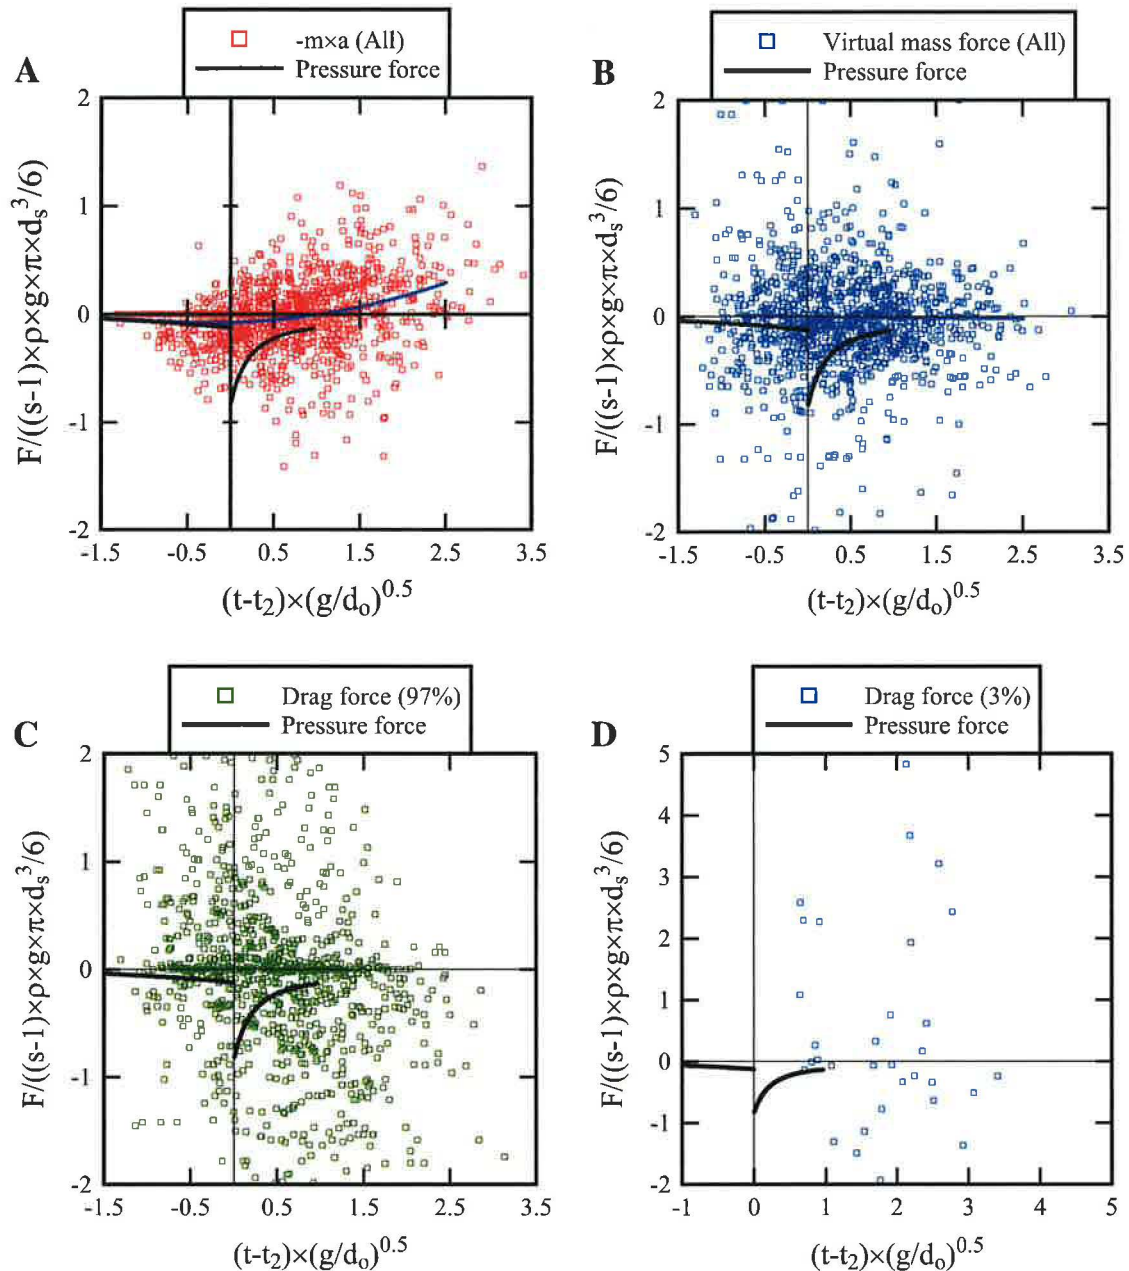 A
-m×a (All)
Pressure force
F/((s-1)×ρ×g×π×dₛ³/6)
2
1
0
-1
-2
-1.5
-0.5
0.5
1.5
2.5
3.5
(t-t₂)×(g/dₒ)⁰·⁵
B
Virtual mass force (All)
Pressure force
F/((s-1)×ρ×g×π×dₛ³/6)
2
1
0
-1
-2
-1.5
-0.5
0.5
1.5
2.5
3.5
(t-t₂)×(g/dₒ)⁰·⁵
C
Drag force (97%)
Pressure force
F/((s-1)×ρ×g×π×dₛ³/6)
2
1
0
-1
-2
-1.5
-0.5
0.5
1.5
2.5
3.5
(t-t₂)×(g/dₒ)⁰·⁵
D
Drag force (3%)
Pressure force
F/((s-1)×ρ×g×π×dₛ³/6)
5
4
3
2
1
0
-1
-2
-1
0
1
2
3
4
5
(t-t₂)×(g/dₒ)⁰·⁵